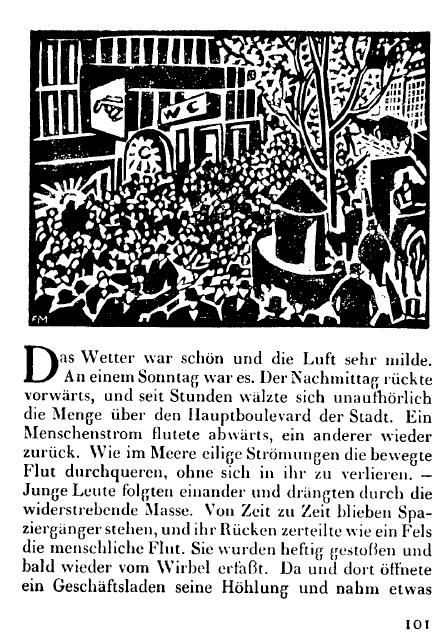 WC
FM
Das Wetter war schön und die Luft sehr milde.
An einem Sonntag war es. Der Nachmittag rückte
vorwärts, und seit Stunden wälzte sich unaufhörlich
die Menge über den Hauptboulevard der Stadt. Ein
Menschenstrom flutete abwärts, ein anderer wieder
zurück. Wie im Meere eilige Strömungen die bewegte
Flut durchqueren, ohne sich in ihr zu verlieren. –
Junge Leute folgten einander und drängten durch die
widerstrebende Masse. Von Zeit zu Zeit blieben Spa-
ziergänger stehen, und ihr Rücken zerteilte wie ein Fels
die menschliche Flut. Sie wurden heftig gestoßen und
bald wieder vom Wirbel erfaßt. Da und dort öffnete
ein Geschäftsladen seine Höhlung und nahm etwas
101